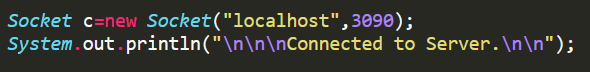 Socket c=new Socket("localhost",3090);
System.out.println("\n\n\nConnected to Server.\n\n");